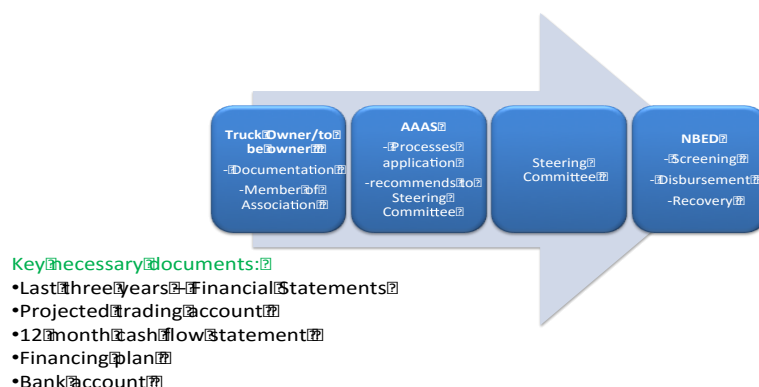 Truck Owner/to
be owner
- Documentation
-Member of
Association
AAAS
- Processes
application
-recommends to
Steering
Committee
Steering
Committee
NBED
-Screening
-Disbursement
-Recovery
Key necessary documents:
•Last three years – Financial Statements
•Projected trading account
•12 month cash flow statement
•Financing plan
•Bank account